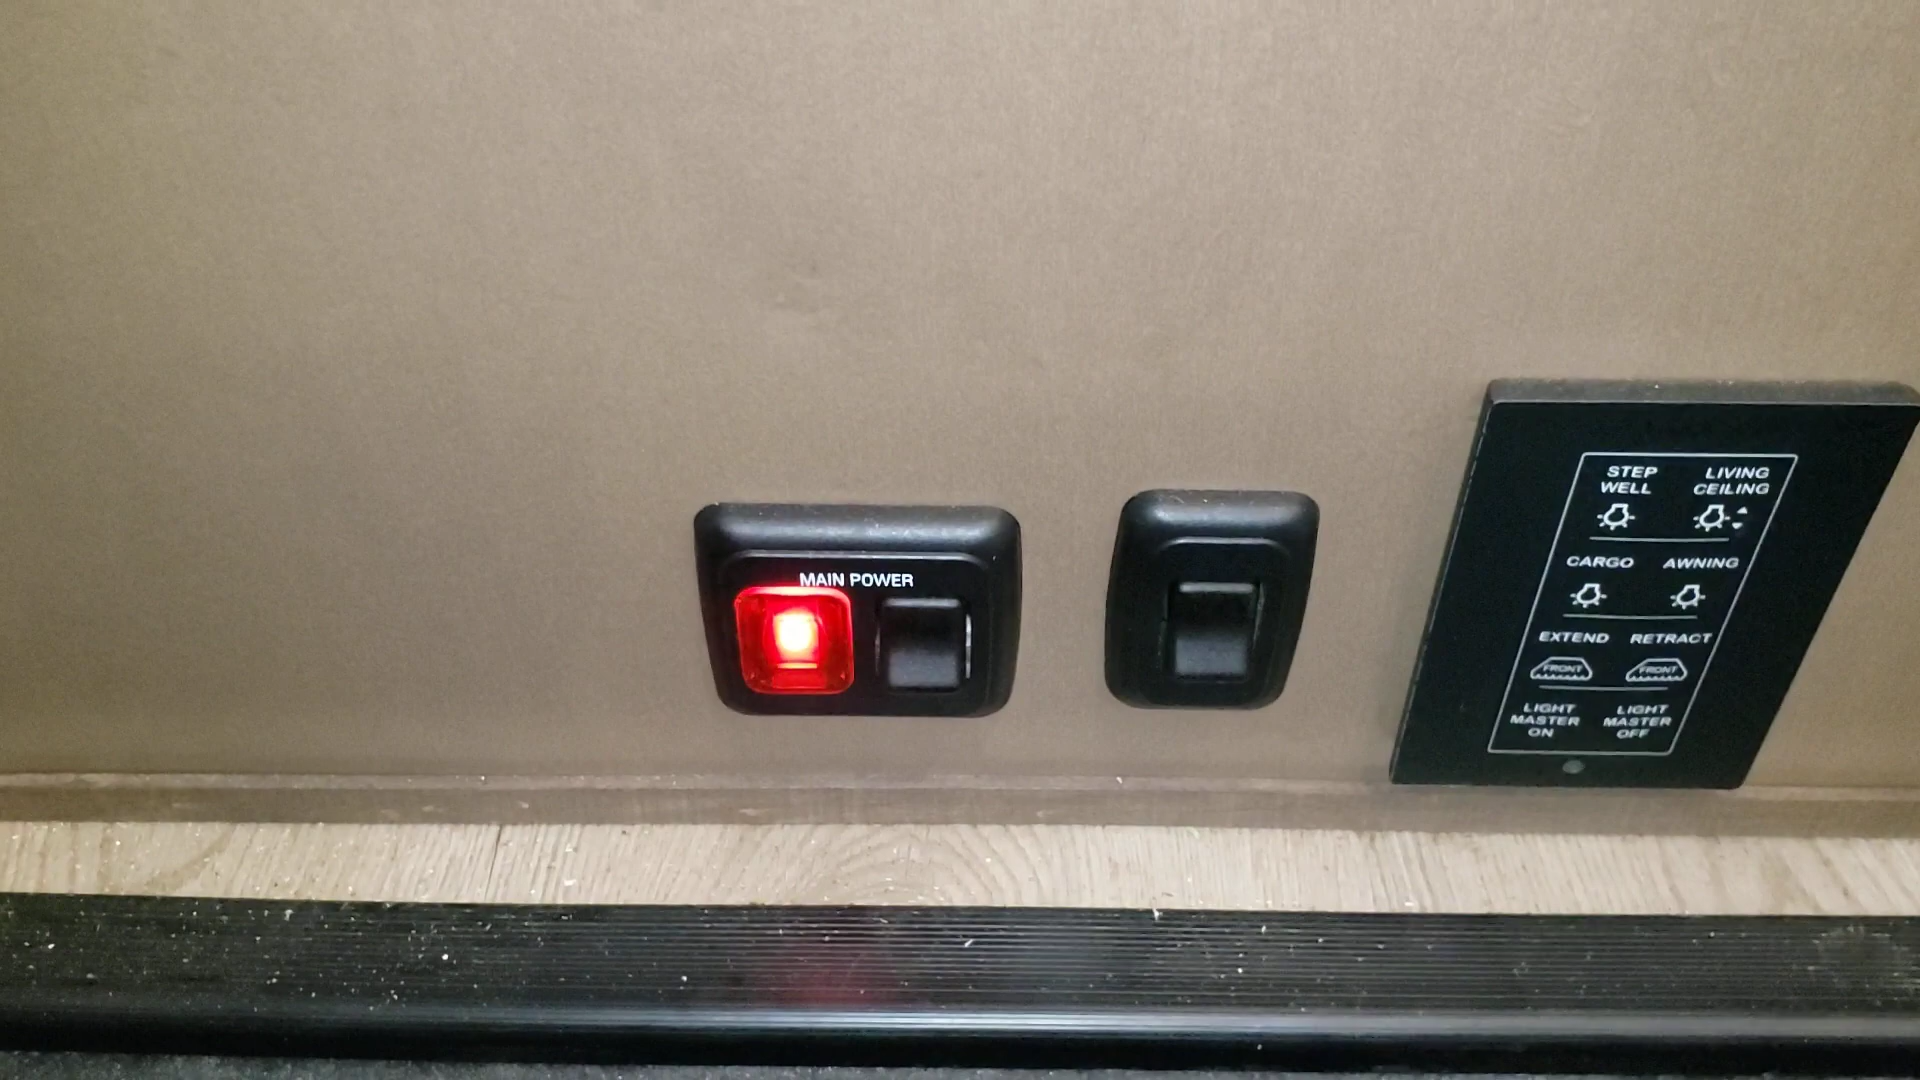 MAIN POWER
STEP WELL
LIVING CEILING
CARGO
AWNING
EXTEND
RETRACT
FRONT
FRONT
LIGHT MASTER ON
LIGHT MASTER OFF